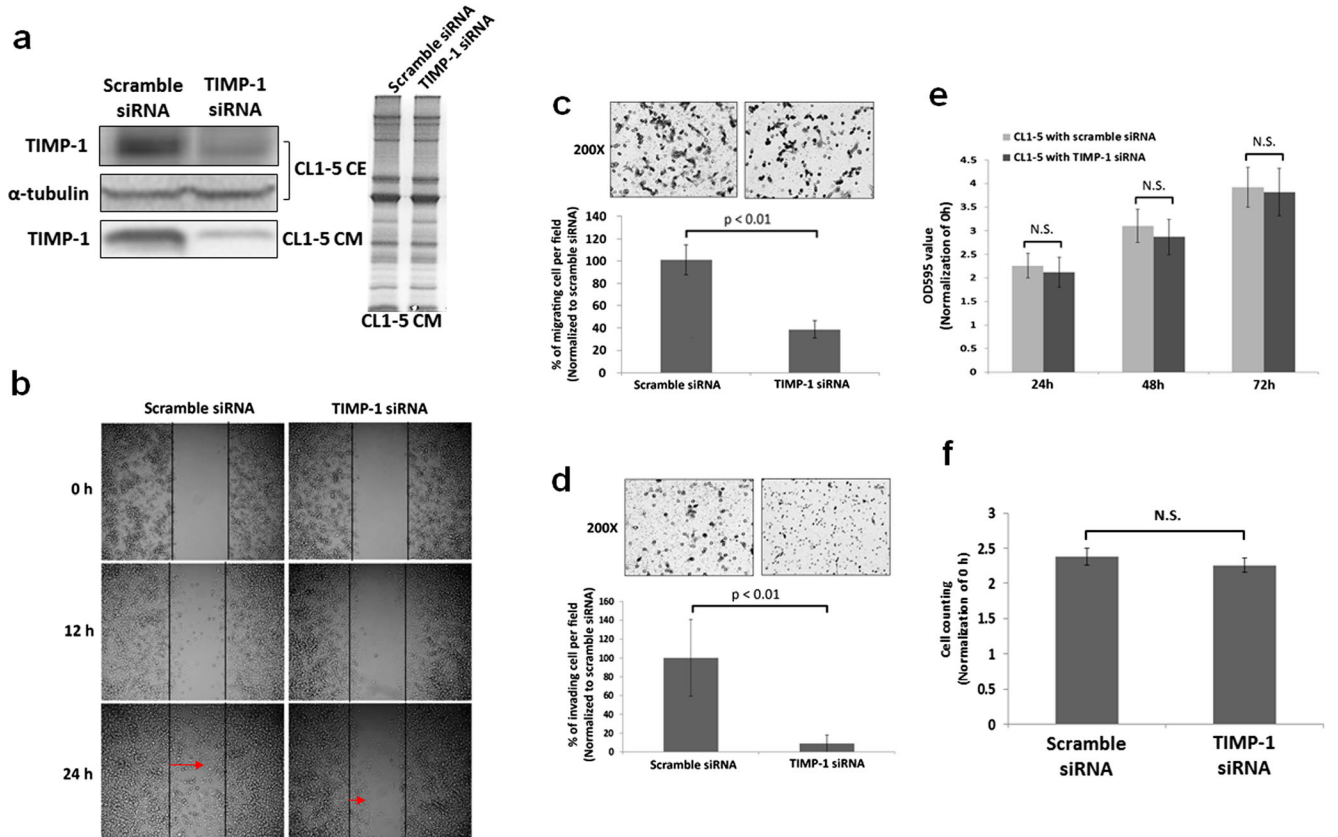 a
Scramble
siRNA
TIMP-1
siRNA
Scramble siRNA
TIMP-1 siRNA
TIMP-1
α-tubulin
TIMP-1
CL1-5 CE
CL1-5 CM
CL1-5 CM
b
Scramble siRNA
TIMP-1 siRNA
0 h
12 h
24 h
c
200X
p < 0.01
% of migrating cell per field
(Normalized to scramble siRNA)
140
120
100
80
60
40
20
0
Scramble siRNA
TIMP-1 siRNA
d
200X
p < 0.01
% of invading cell per field
(Normalized to scramble siRNA)
160
140
120
100
80
60
40
20
0
Scramble siRNA
TIMP-1 siRNA
e
CL1-5 with scramble siRNA
CL1-5 with TIMP-1 siRNA
N.S.
N.S.
N.S.
OD595 value
(Normalization of 0h)
4.5
4
3.5
3
2.5
2
1.5
1
0.5
0
24h
48h
72h
f
N.S.
Cell counting
(Normalization of 0 h)
3
2.5
2
1.5
1
0.5
0
Scramble
siRNA
TIMP-1
siRNA